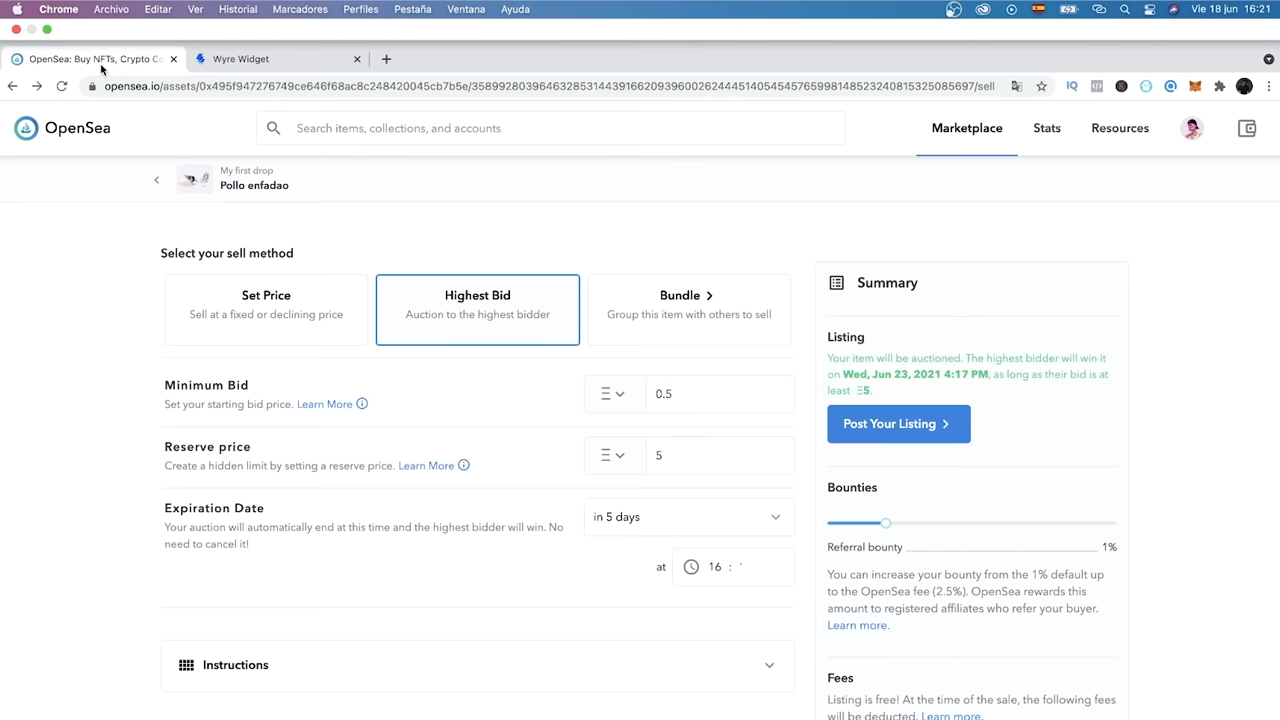 Chrome Archivo Editar Ver Historial Marcadores Perfiles Pestaña Ventana Ayuda Vie 18 jun 16:21
OpenSea: Buy NFTs, Crypto Co Wyre Widget
opensea.io/assets/0x495f947276749ce646f68ac8c248420045cb7b5e/
OpenSea Search items, collections, and accounts Marketplace Stats Resources
My first drop
Pollo enfadao
Select your sell method
Set Price Highest Bid Bundle
Sell at a fixed or declining price Auction to the highest bidder Group this item with others to sell
Minimum Bid
Set your starting bid price. Learn More
0.5
Reserve price
Create a hidden limit by setting a reserve price. Learn More
5
Expiration Date
Your auction will automatically end at this time and the highest bidder will win. No
need to cancel it!
in 5 days
at 16 :
Instructions
Summary
Listing
Your item will be auctioned. The highest bidder will win it
on Wed, Jun 23, 2021 4:17 PM, as long as their bid is at
least Ξ5.
Post Your Listing
Bounties
Referral bounty 1%
You can increase your bounty from the 1% default up
to the OpenSea fee (2.5%). OpenSea rewards this
amount to registered affiliates who refer your buyer.
Learn more.
Fees
Listing is free! At the time of the sale, the following fees
will be deducted. Learn more.